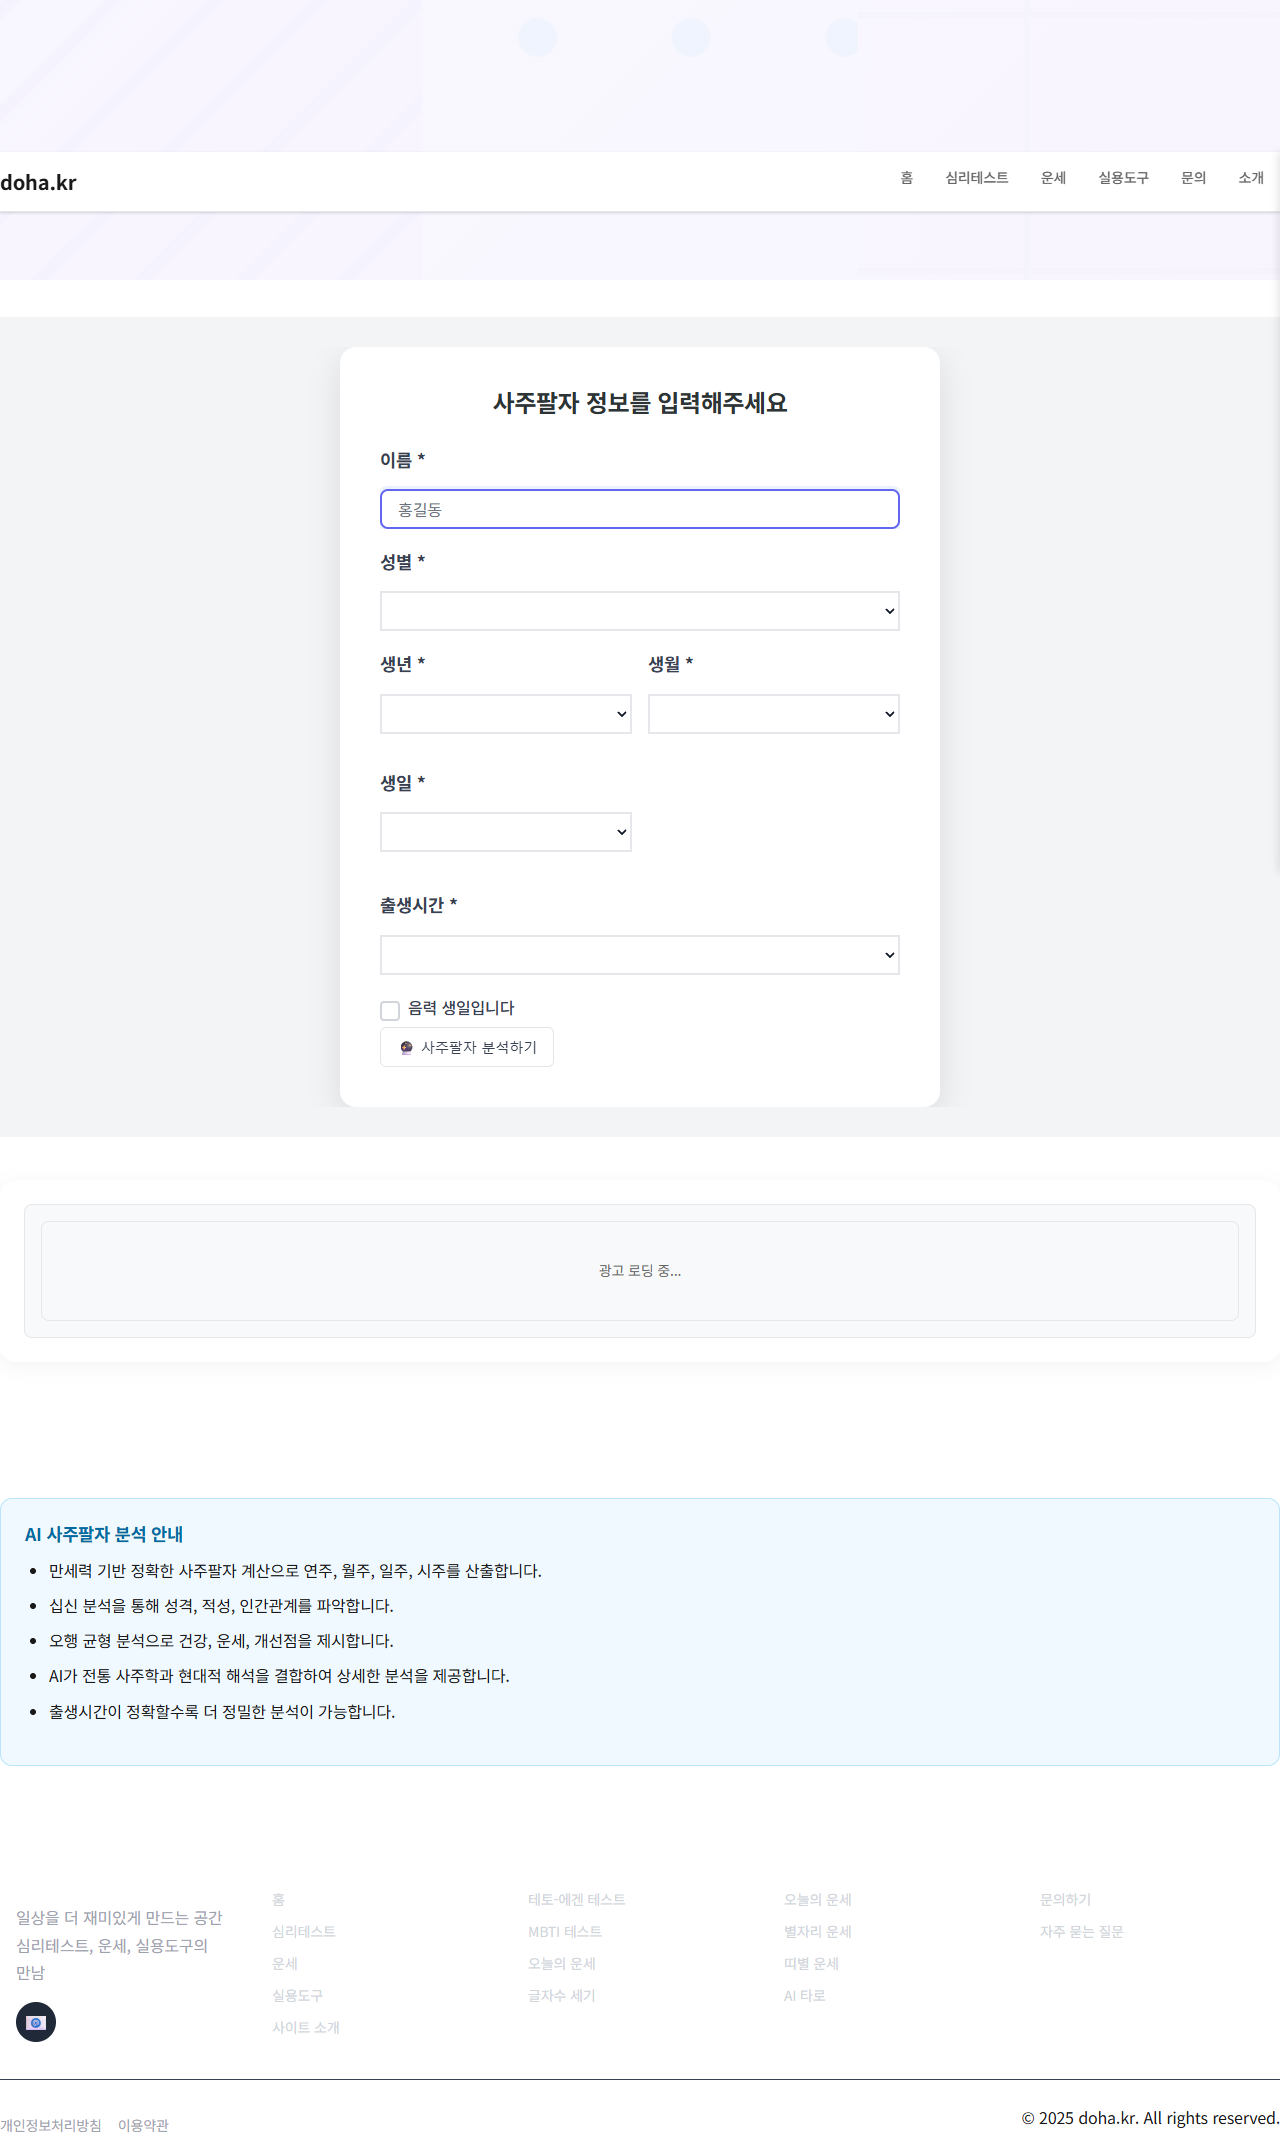 doha.kr
홈 심리테스트 운세 실용도구 문의 소개
사주팔자 정보를 입력해주세요
이름 *
홍길동
성별 *
생년 * 생월 *
생일 *
출생시간 *
음력 생일입니다
사주팔자 분석하기
광고 로딩 중...
AI 사주팔자 분석 안내
만세력 기반 정확한 사주팔자 계산으로 연주, 월주, 일주, 시주를 산출합니다.
십신 분석을 통해 성격, 적성, 인간관계를 파악합니다.
오행 균형 분석으로 건강, 운세, 개선점을 제시합니다.
AI가 전통 사주학과 현대적 해석을 결합하여 상세한 분석을 제공합니다.
출생시간이 정확할수록 더 정밀한 분석이 가능합니다.
일상을 더 재미있게 만드는 공간
심리테스트, 운세, 실용도구의
만남
홈
심리테스트
운세
실용도구
사이트 소개
테토-에겐 테스트
MBTI 테스트
오늘의 운세
글자수 세기
오늘의 운세
별자리 운세
띠별 운세
AI 타로
문의하기
자주 묻는 질문
개인정보처리방침 이용약관
© 2025 doha.kr. All rights reserved.